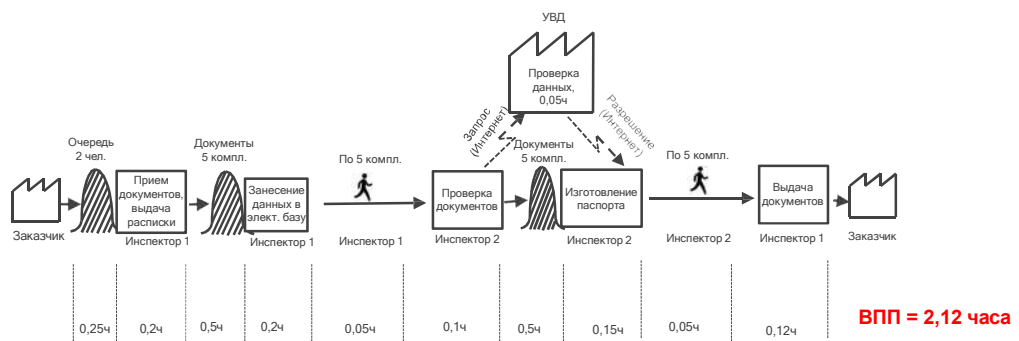 УВД
Проверка
данных,
0,05ч
Запрос
(Интернет)
Разрешение
(Интернет)
Очередь
2 чел.
Документы
5 компл.
По 5 компл.
Документы
5 компл.
По 5 компл.
Прием
документов,
выдача
расписки
Занесение
данных в
элект. базу
Проверка
документов
Изготовление
паспорта
Выдача
документов
Заказчик
Инспектор 1
Инспектор 1
Инспектор 1
Инспектор 2
Инспектор 2
Инспектор 2
Инспектор 1
Заказчик
0,25ч
0,2ч
0,5ч
0,2ч
0,05ч
0,1ч
0,5ч
0,15ч
0,05ч
0,12ч
ВПП = 2,12 часа